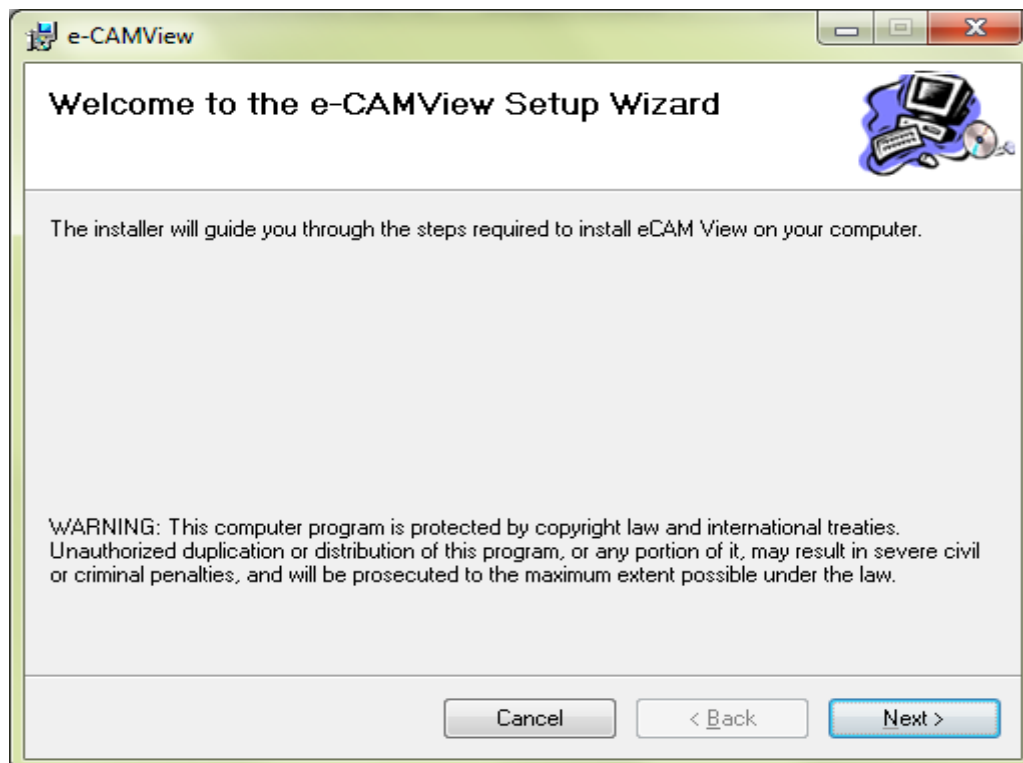 e-CAMView
Welcome to the e-CAMView Setup Wizard
The installer will guide you through the steps required to install eCAM View on your computer.
WARNING: This computer program is protected by copyright law and international treaties.
Unauthorized duplication or distribution of this program, or any portion of it, may result in severe civil
or criminal penalties, and will be prosecuted to the maximum extent possible under the law.
Cancel
< Back
Next >